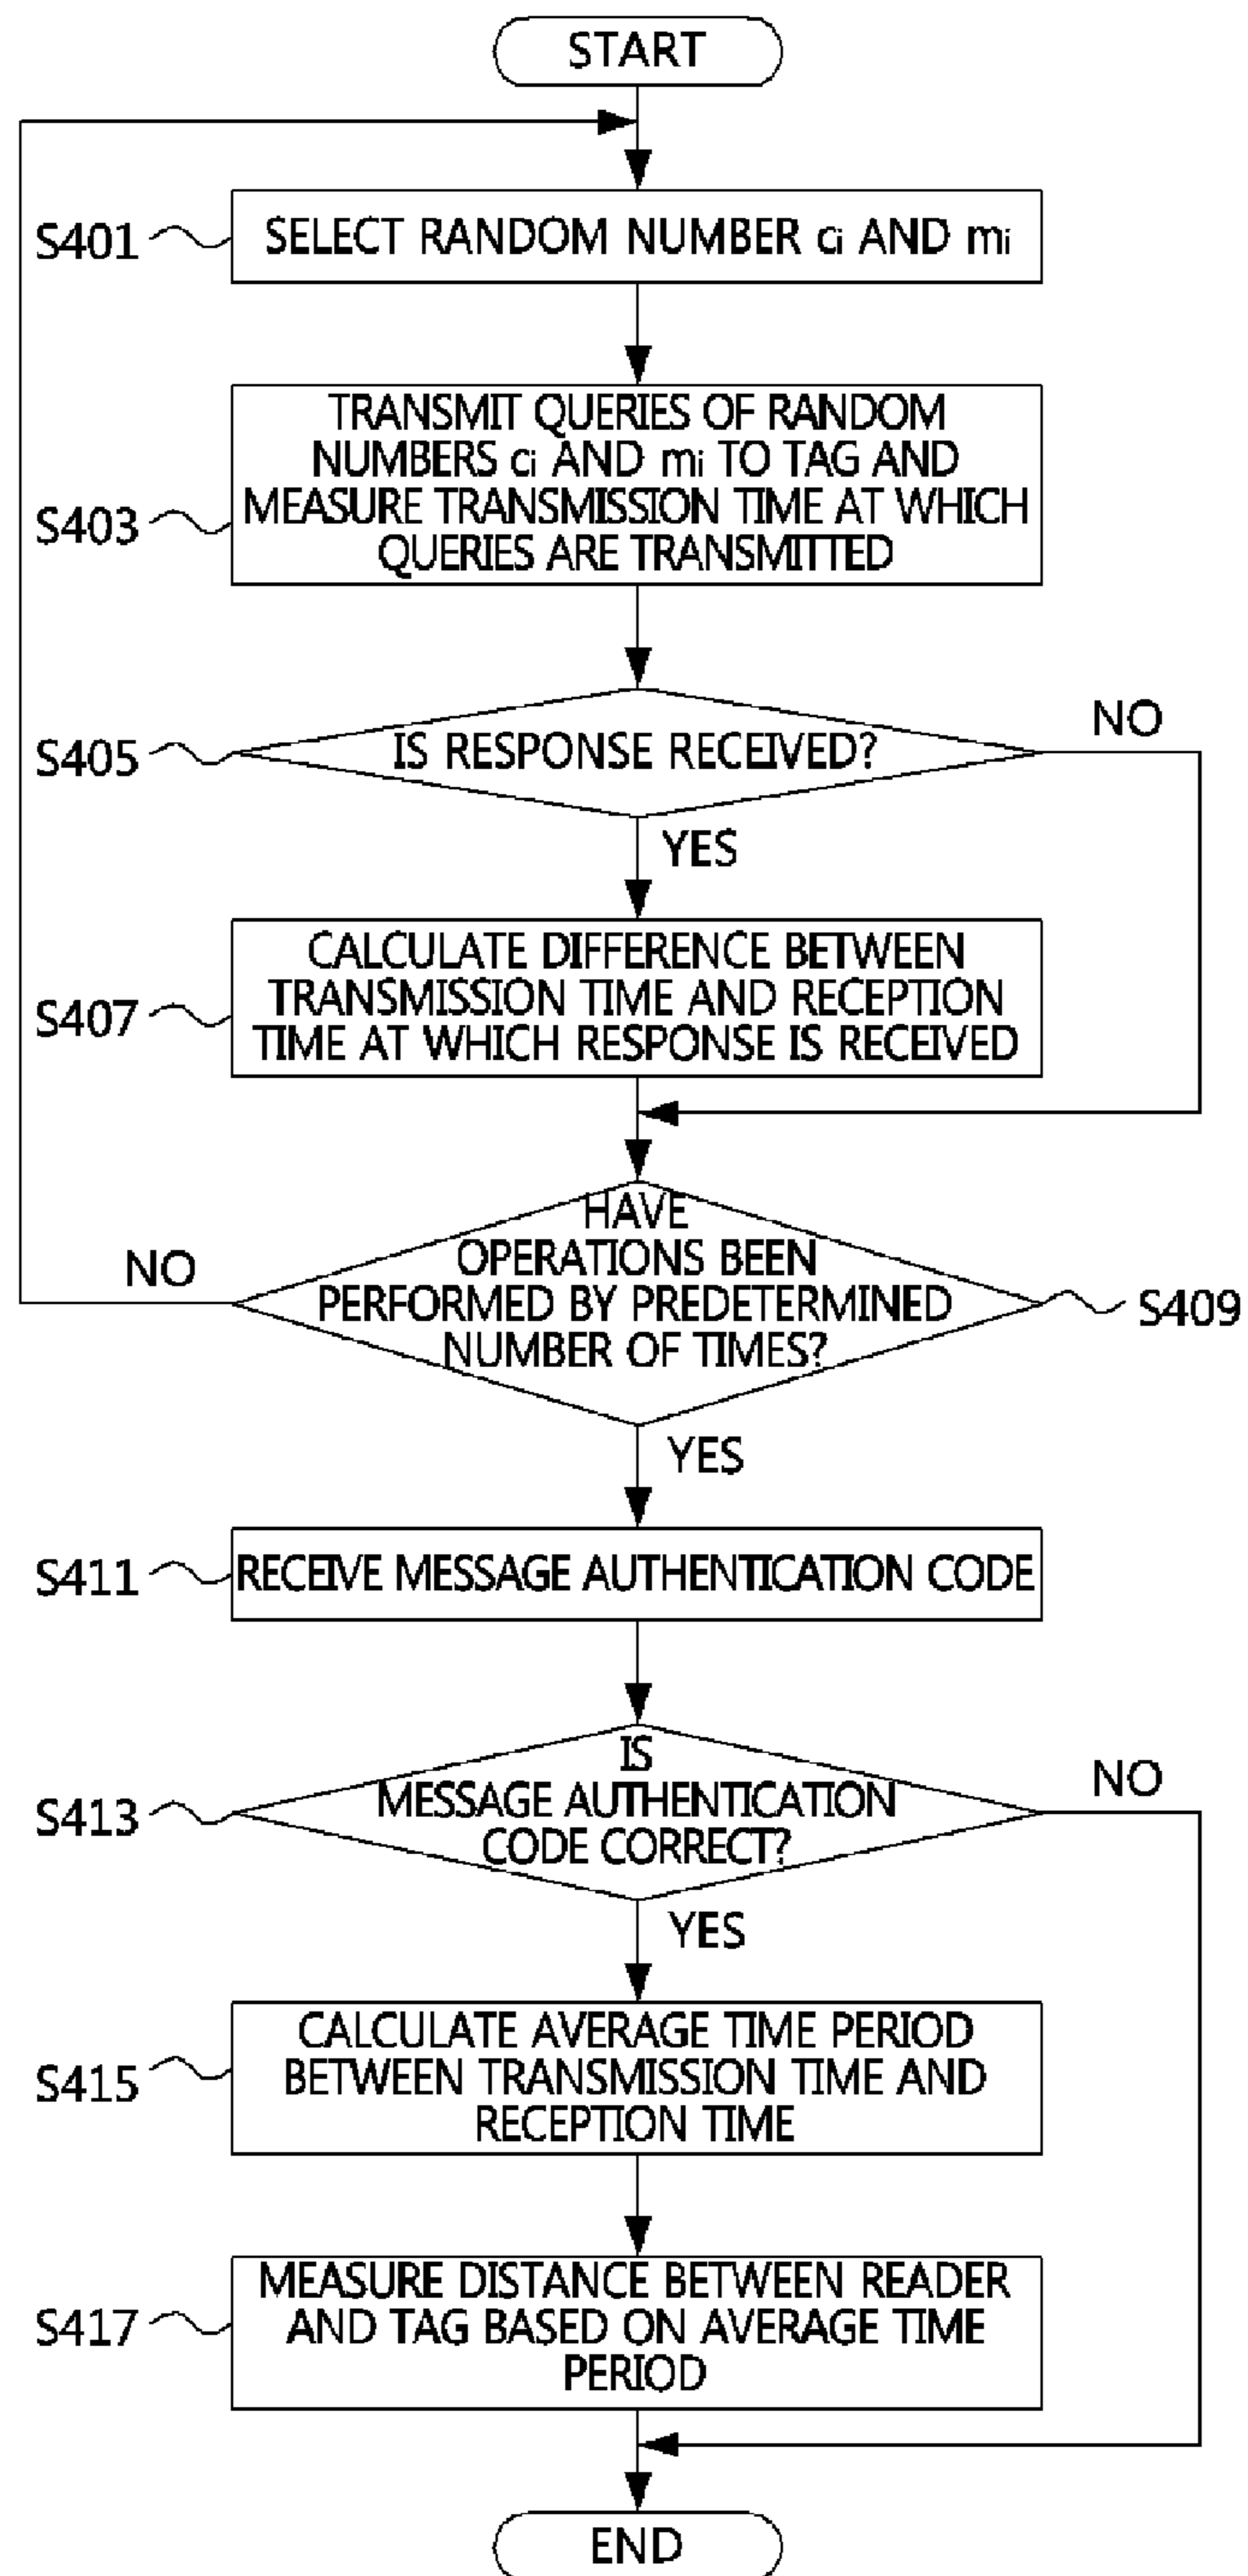 START
S401
SELECT RANDOM NUMBER ci AND mi
S403
TRANSMIT QUERIES OF RANDOM
NUMBERS ci AND mi TO TAG AND
MEASURE TRANSMISSION TIME AT WHICH
QUERIES ARE TRANSMITTED
S405
IS RESPONSE RECEIVED?
NO
YES
S407
CALCULATE DIFFERENCE BETWEEN
TRANSMISSION TIME AND RECEPTION
TIME AT WHICH RESPONSE IS RECEIVED
NO
HAVE
OPERATIONS BEEN
PERFORMED BY PREDETERMINED
NUMBER OF TIMES?
S409
YES
S411
RECEIVE MESSAGE AUTHENTICATION CODE
S413
IS
MESSAGE AUTHENTICATION
CODE CORRECT?
NO
YES
S415
CALCULATE AVERAGE TIME PERIOD
BETWEEN TRANSMISSION TIME AND
RECEPTION TIME
S417
MEASURE DISTANCE BETWEEN READER
AND TAG BASED ON AVERAGE TIME
PERIOD
END